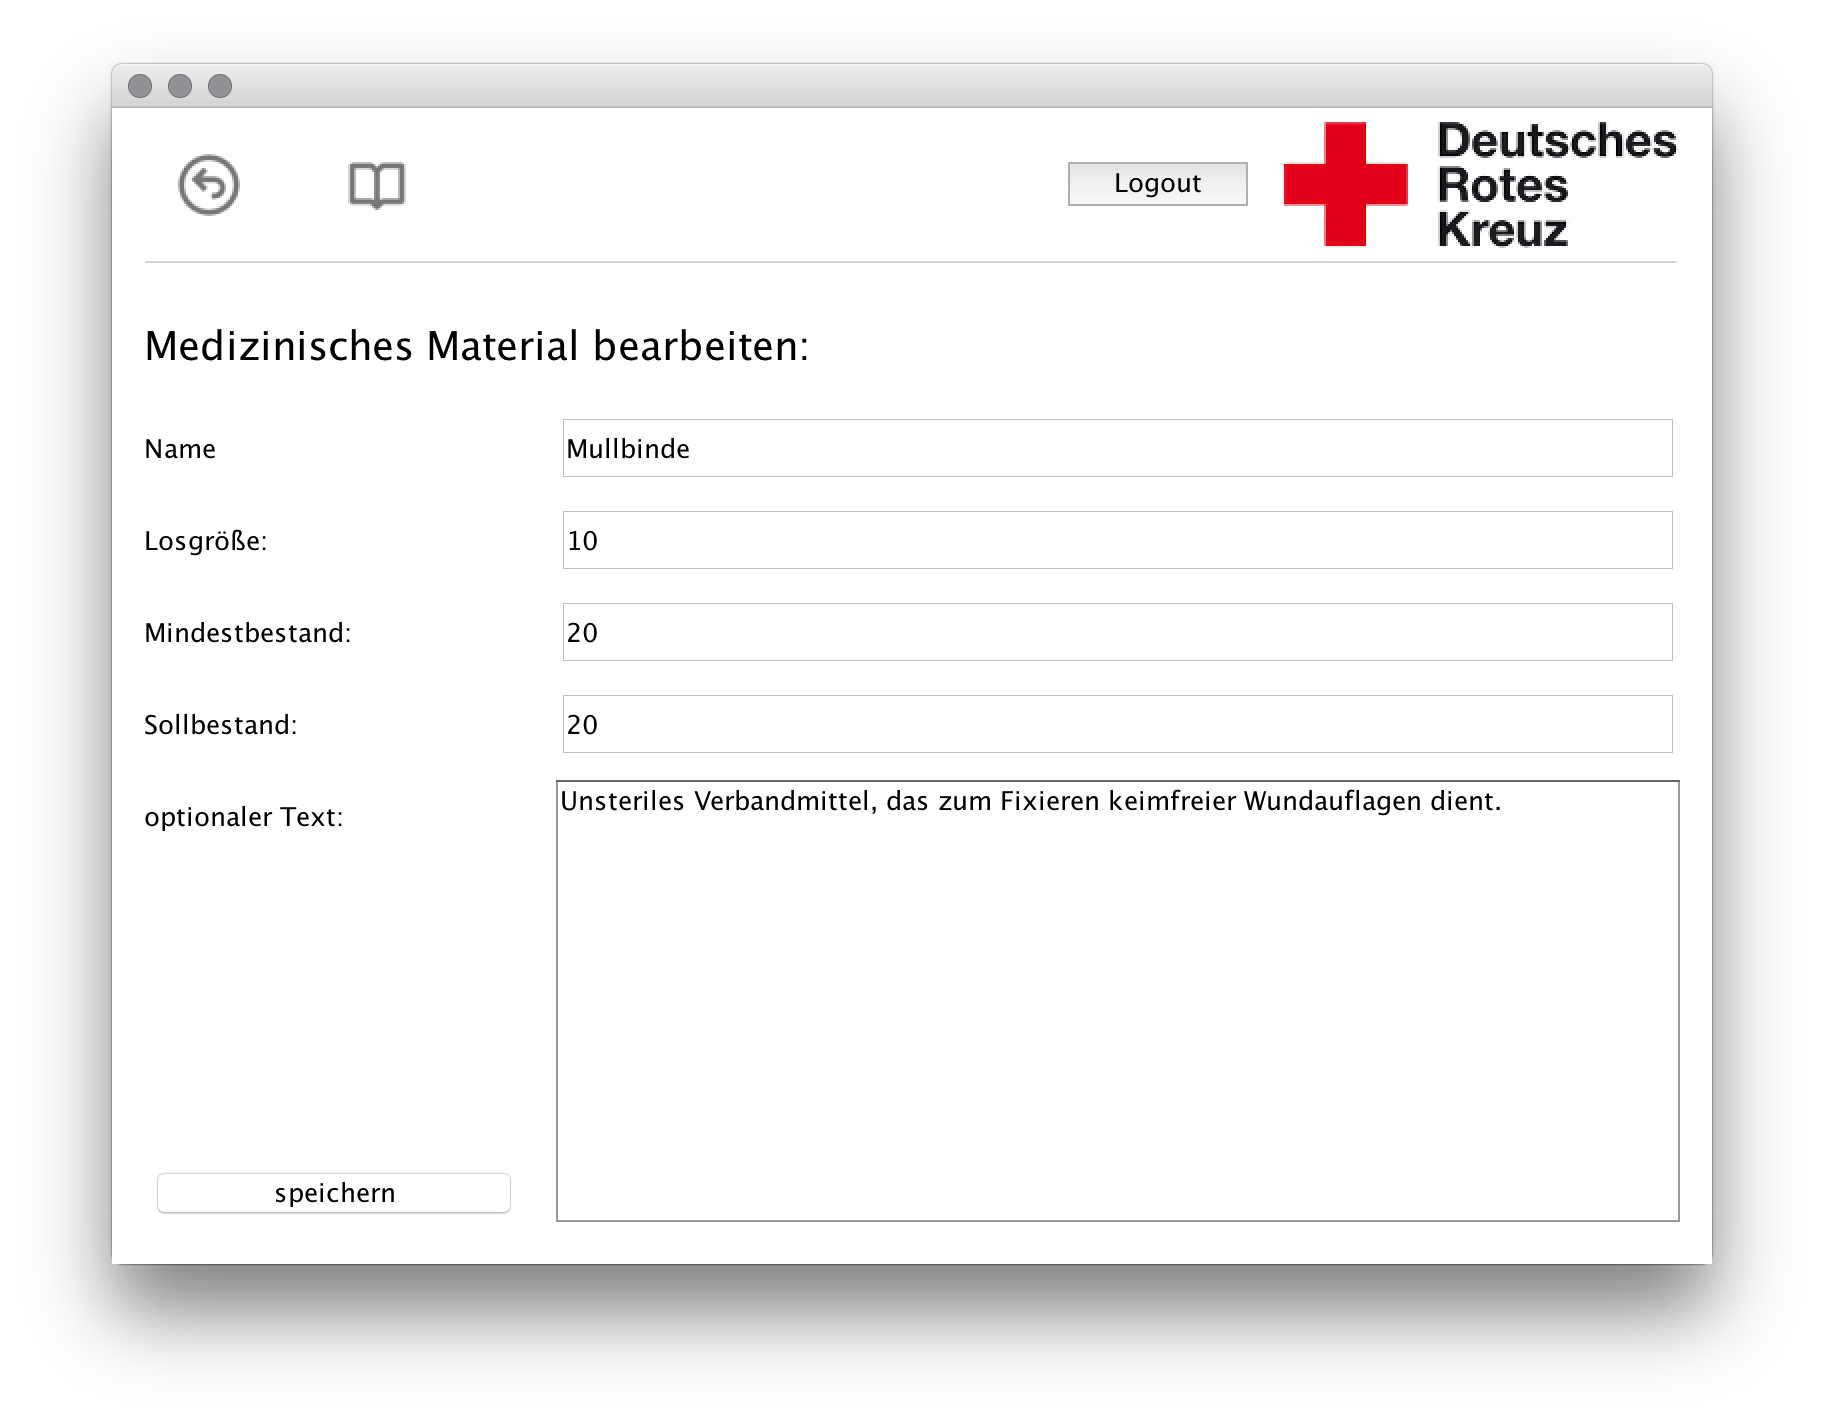 Logout
Deutsches
Rotes
Kreuz
Medizinisches Material bearbeiten:
Name
Mullbinde
Losgröße:
10
Mindestbestand:
20
Sollbestand:
20
optionaler Text:
Unsteriles Verbandmittel, das zum Fixieren keimfreier Wundauflagen dient.
speichern